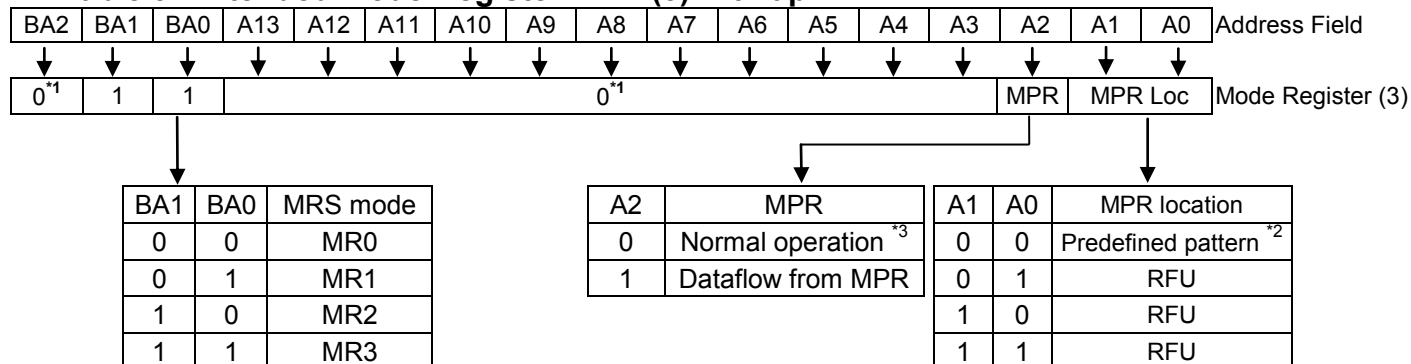 BA2 BA1 BA0 A13 A12 A11 A10 A9 A8 A7 A6 A5 A4 A3 A2 A1 A0 Address Field
0*1 1 1 0*1 MPR MPR Loc Mode Register (3)
BA1 BA0 MRS mode
0 0 MR0
0 1 MR1
1 0 MR2
1 1 MR3
A2 MPR
0 Normal operation *3
1 Dataflow from MPR
A1 A0 MPR location
0 0 Predefined pattern *2
0 1 RFU
1 0 RFU
1 1 RFU